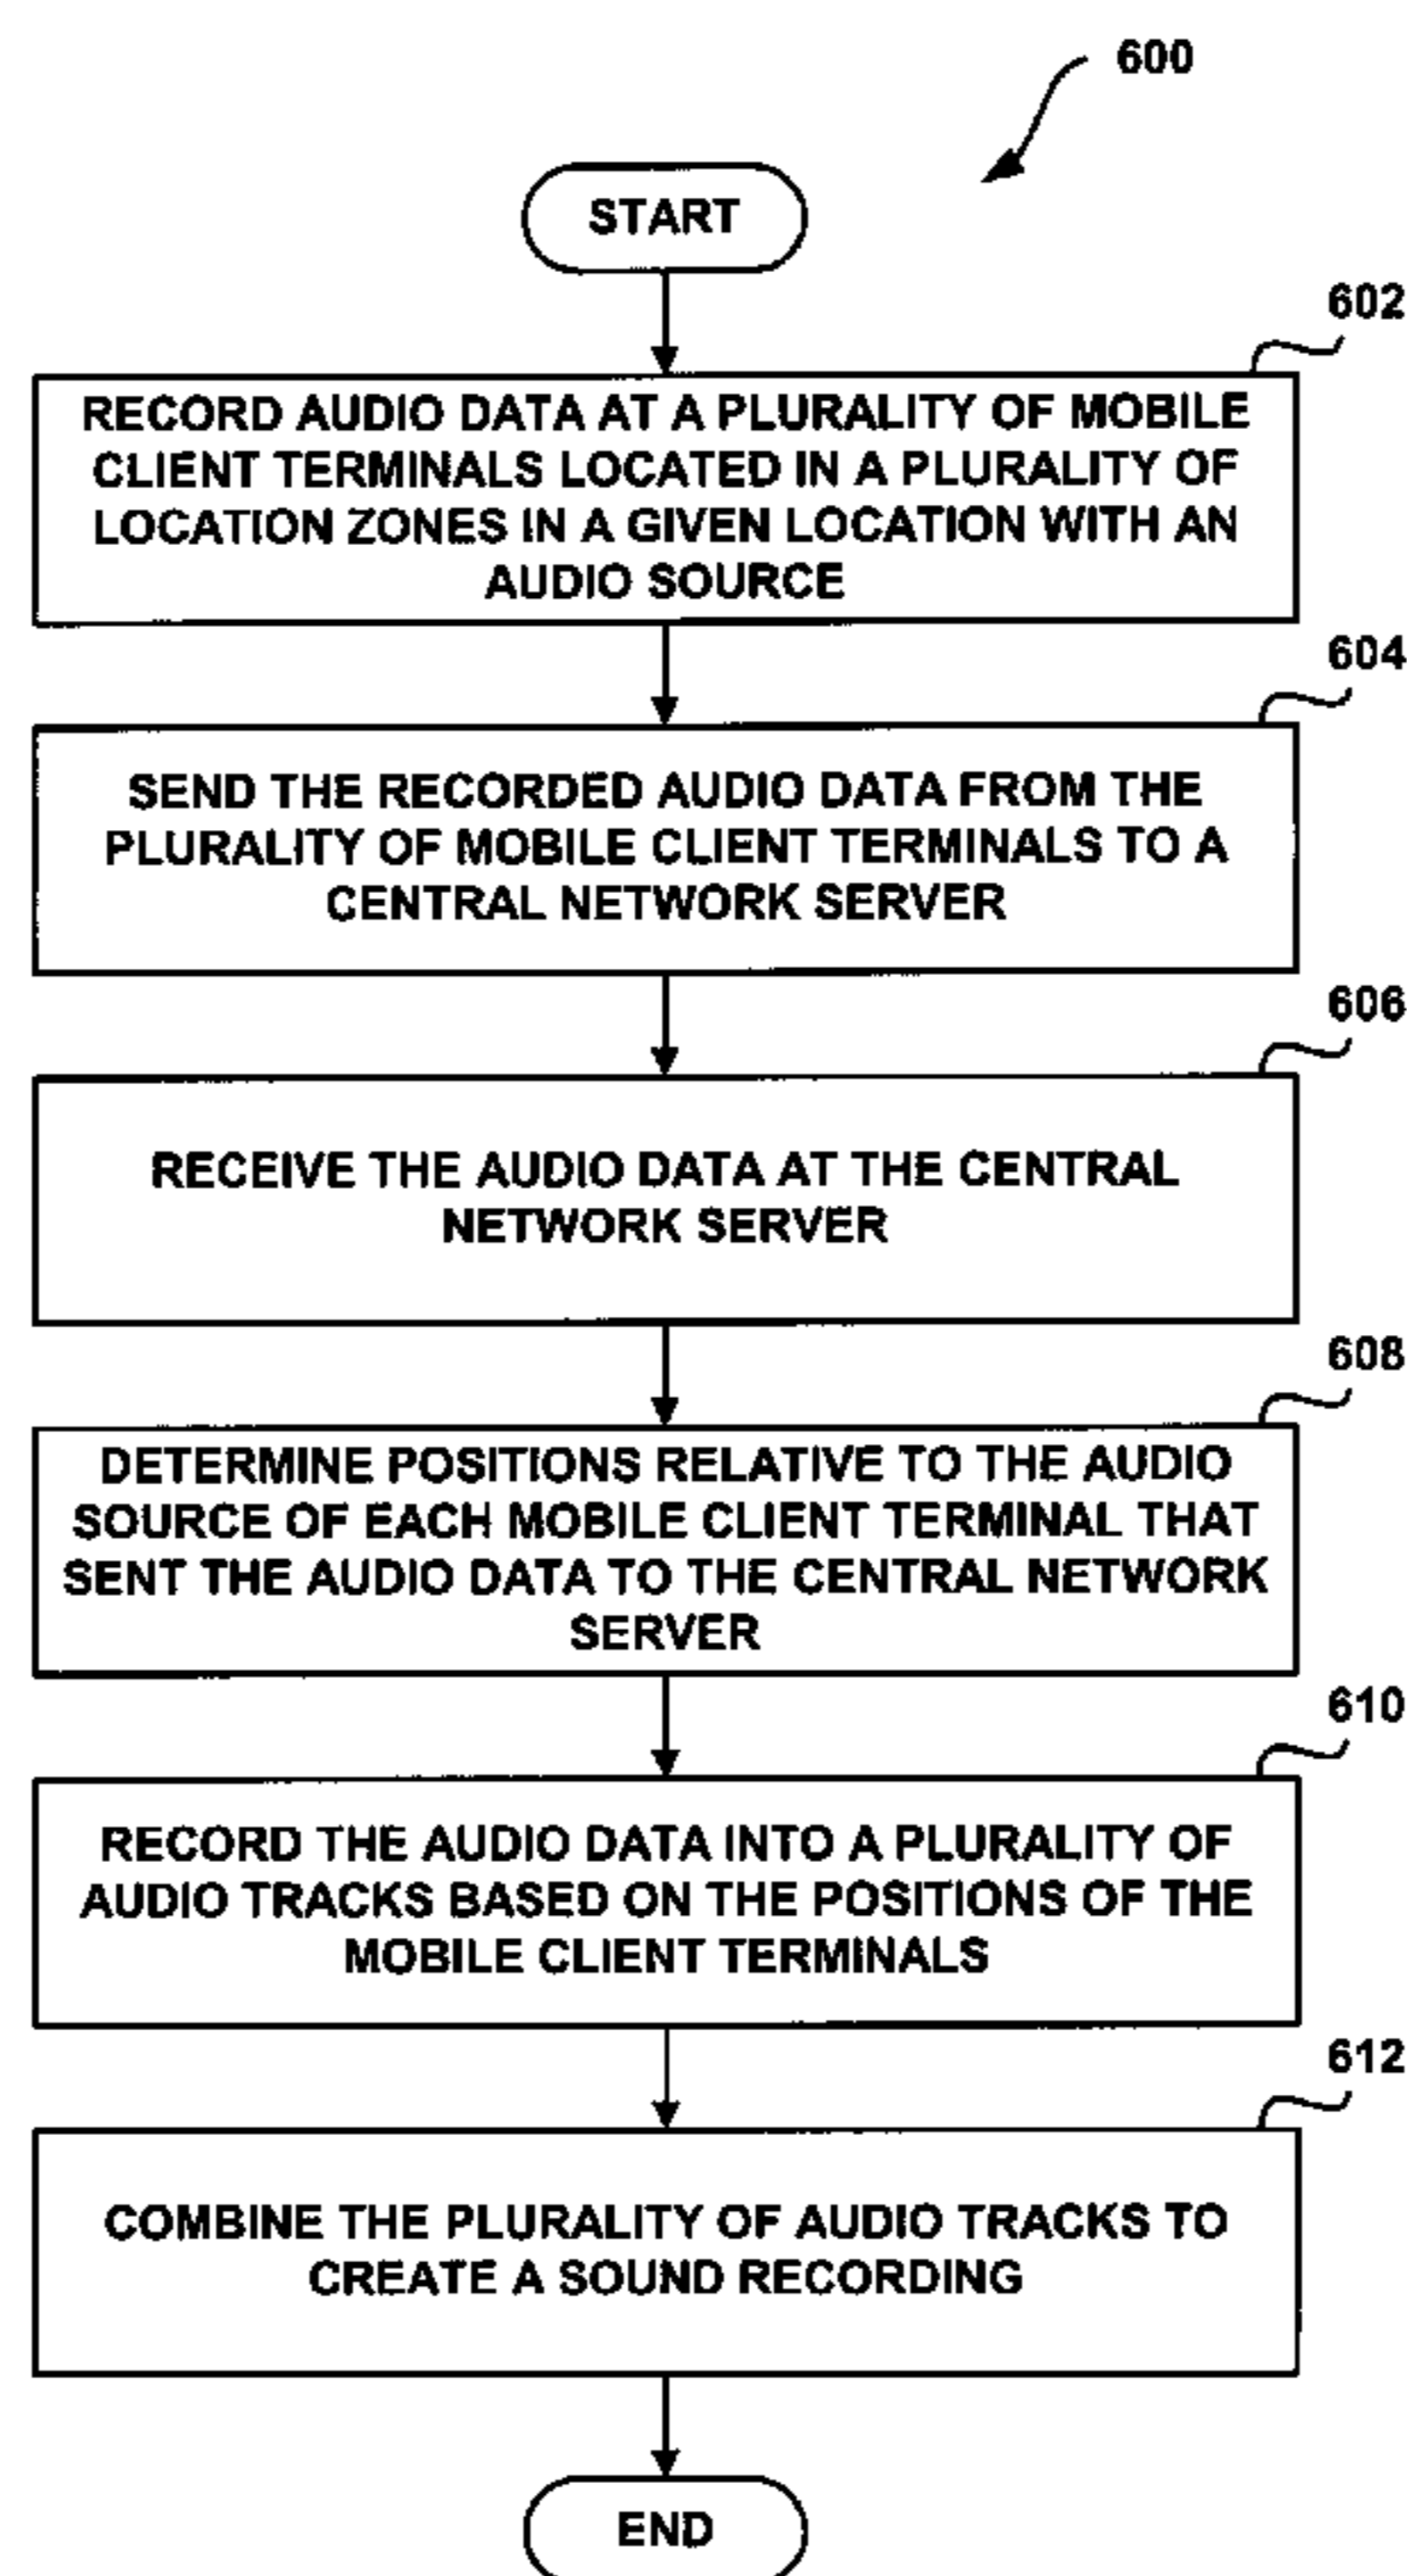 600
START
602
RECORD AUDIO DATA AT A PLURALITY OF MOBILE
CLIENT TERMINALS LOCATED IN A PLURALITY OF
LOCATION ZONES IN A GIVEN LOCATION WITH AN
AUDIO SOURCE
604
SEND THE RECORDED AUDIO DATA FROM THE
PLURALITY OF MOBILE CLIENT TERMINALS TO A
CENTRAL NETWORK SERVER
606
RECEIVE THE AUDIO DATA AT THE CENTRAL
NETWORK SERVER
608
DETERMINE POSITIONS RELATIVE TO THE AUDIO
SOURCE OF EACH MOBILE CLIENT TERMINAL THAT
SENT THE AUDIO DATA TO THE CENTRAL NETWORK
SERVER
610
RECORD THE AUDIO DATA INTO A PLURALITY OF
AUDIO TRACKS BASED ON THE POSITIONS OF THE
MOBILE CLIENT TERMINALS
612
COMBINE THE PLURALITY OF AUDIO TRACKS TO
CREATE A SOUND RECORDING
END